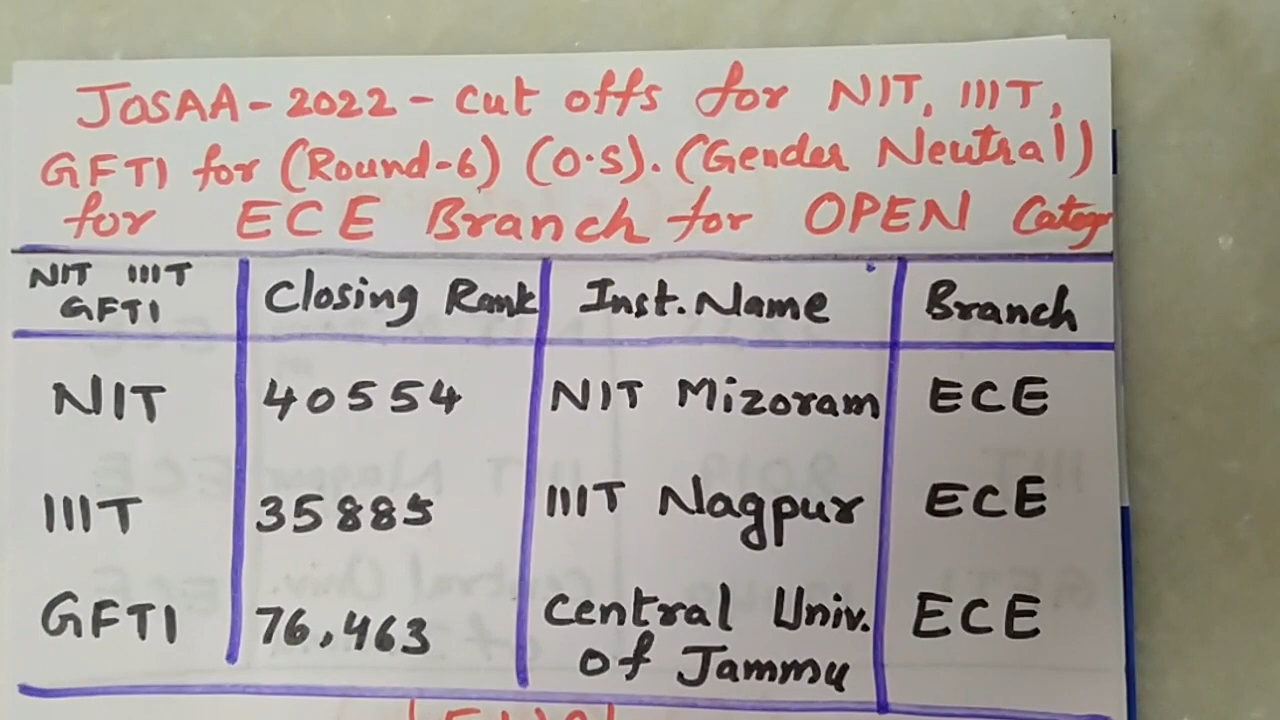 JOSAA-2022 - Cut offs for NIT, IIIT,
GFTI for (Round-6) (O.S). (Gender Neutral)
for ECE Branch for OPEN Categr
NIT IIIT GFTI Closing Rank Inst. Name Branch
NIT 40554 NIT Mizoram ECE
IIIT 35885 IIIT Nagpur ECE
GFTI 76,463 Central Univ. of Jammu ECE